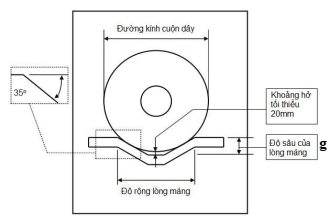 Đường kính cuộn dây
35º
Khoảng hở
tối thiểu
20mm
Độ sâu của
lòng máng
g
Độ rộng lòng máng